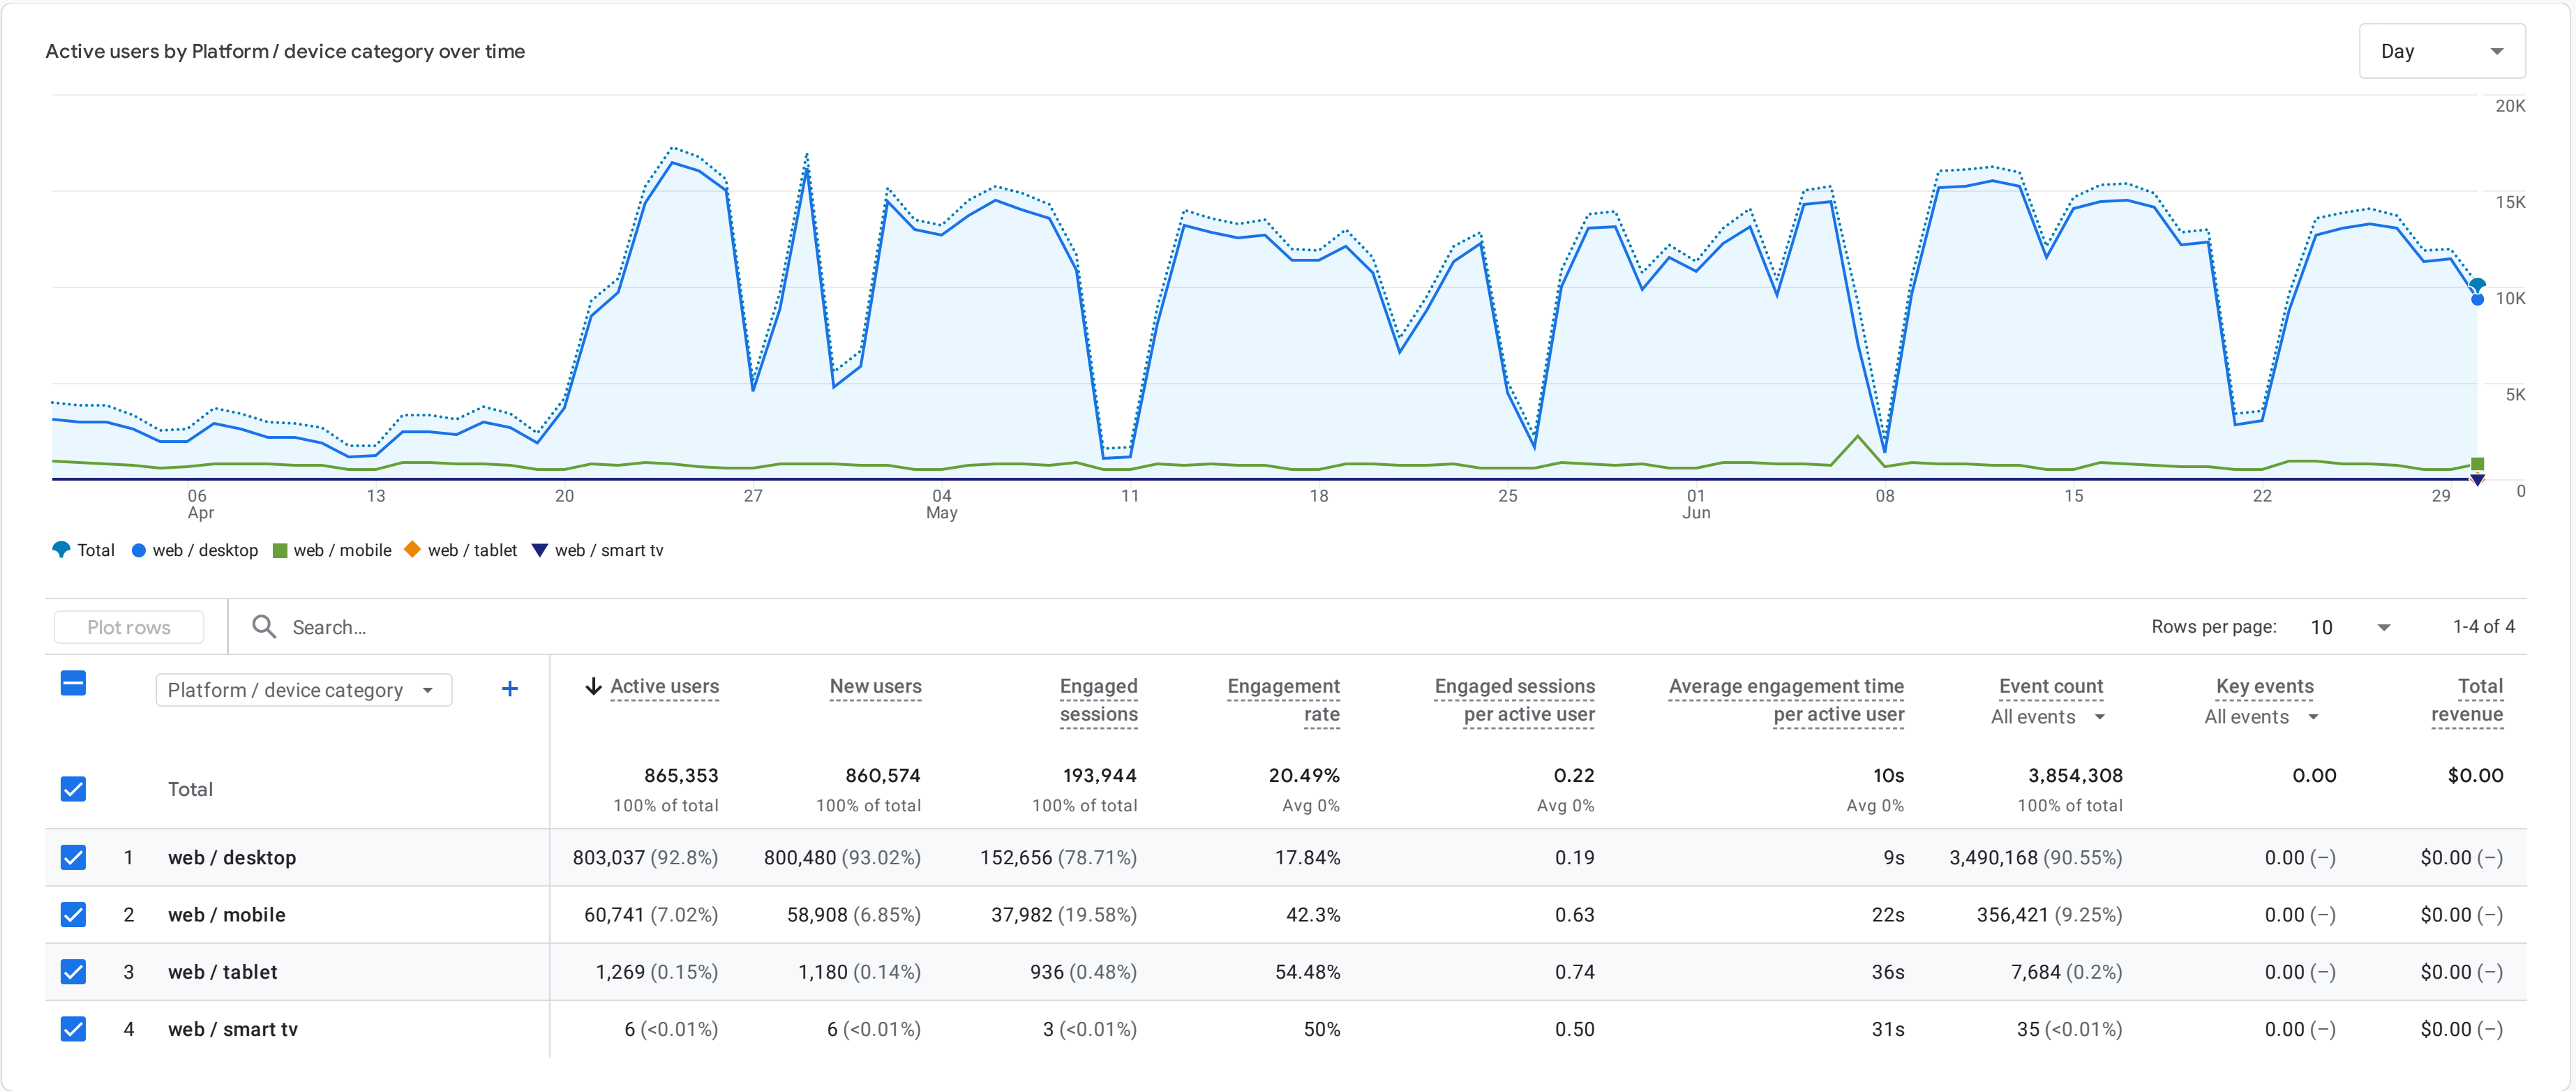 Active users by Platform / device category over time
Day
20K
15K
10K
5K
0
06 13 20 27 04 11 18 25 01 08 15 22 29
Apr May Jun
Total web / desktop web / mobile web / tablet web / smart tv
Plot rows Search... Rows per page: 10 1-4 of 4
Platform / device category + Active users New users Engaged sessions Engagement rate Engaged sessions per active user Average engagement time per active user Event count All events Key events All events Total revenue
Total 865,353 860,574 193,944 20.49% 0.22 10s 3,854,308 0.00 $0.00
100% of total 100% of total 100% of total Avg 0% Avg 0% Avg 0% 100% of total
1 web / desktop 803,037 (92.8%) 800,480 (93.02%) 152,656 (78.71%) 17.84% 0.19 9s 3,490,168 (90.55%) 0.00 (–) $0.00 (–)
2 web / mobile 60,741 (7.02%) 58,908 (6.85%) 37,982 (19.58%) 42.3% 0.63 22s 356,421 (9.25%) 0.00 (–) $0.00 (–)
3 web / tablet 1,269 (0.15%) 1,180 (0.14%) 936 (0.48%) 54.48% 0.74 36s 7,684 (0.2%) 0.00 (–) $0.00 (–)
4 web / smart tv 6 (<0.01%) 6 (<0.01%) 3 (<0.01%) 50% 0.50 31s 35 (<0.01%) 0.00 (–) $0.00 (–)